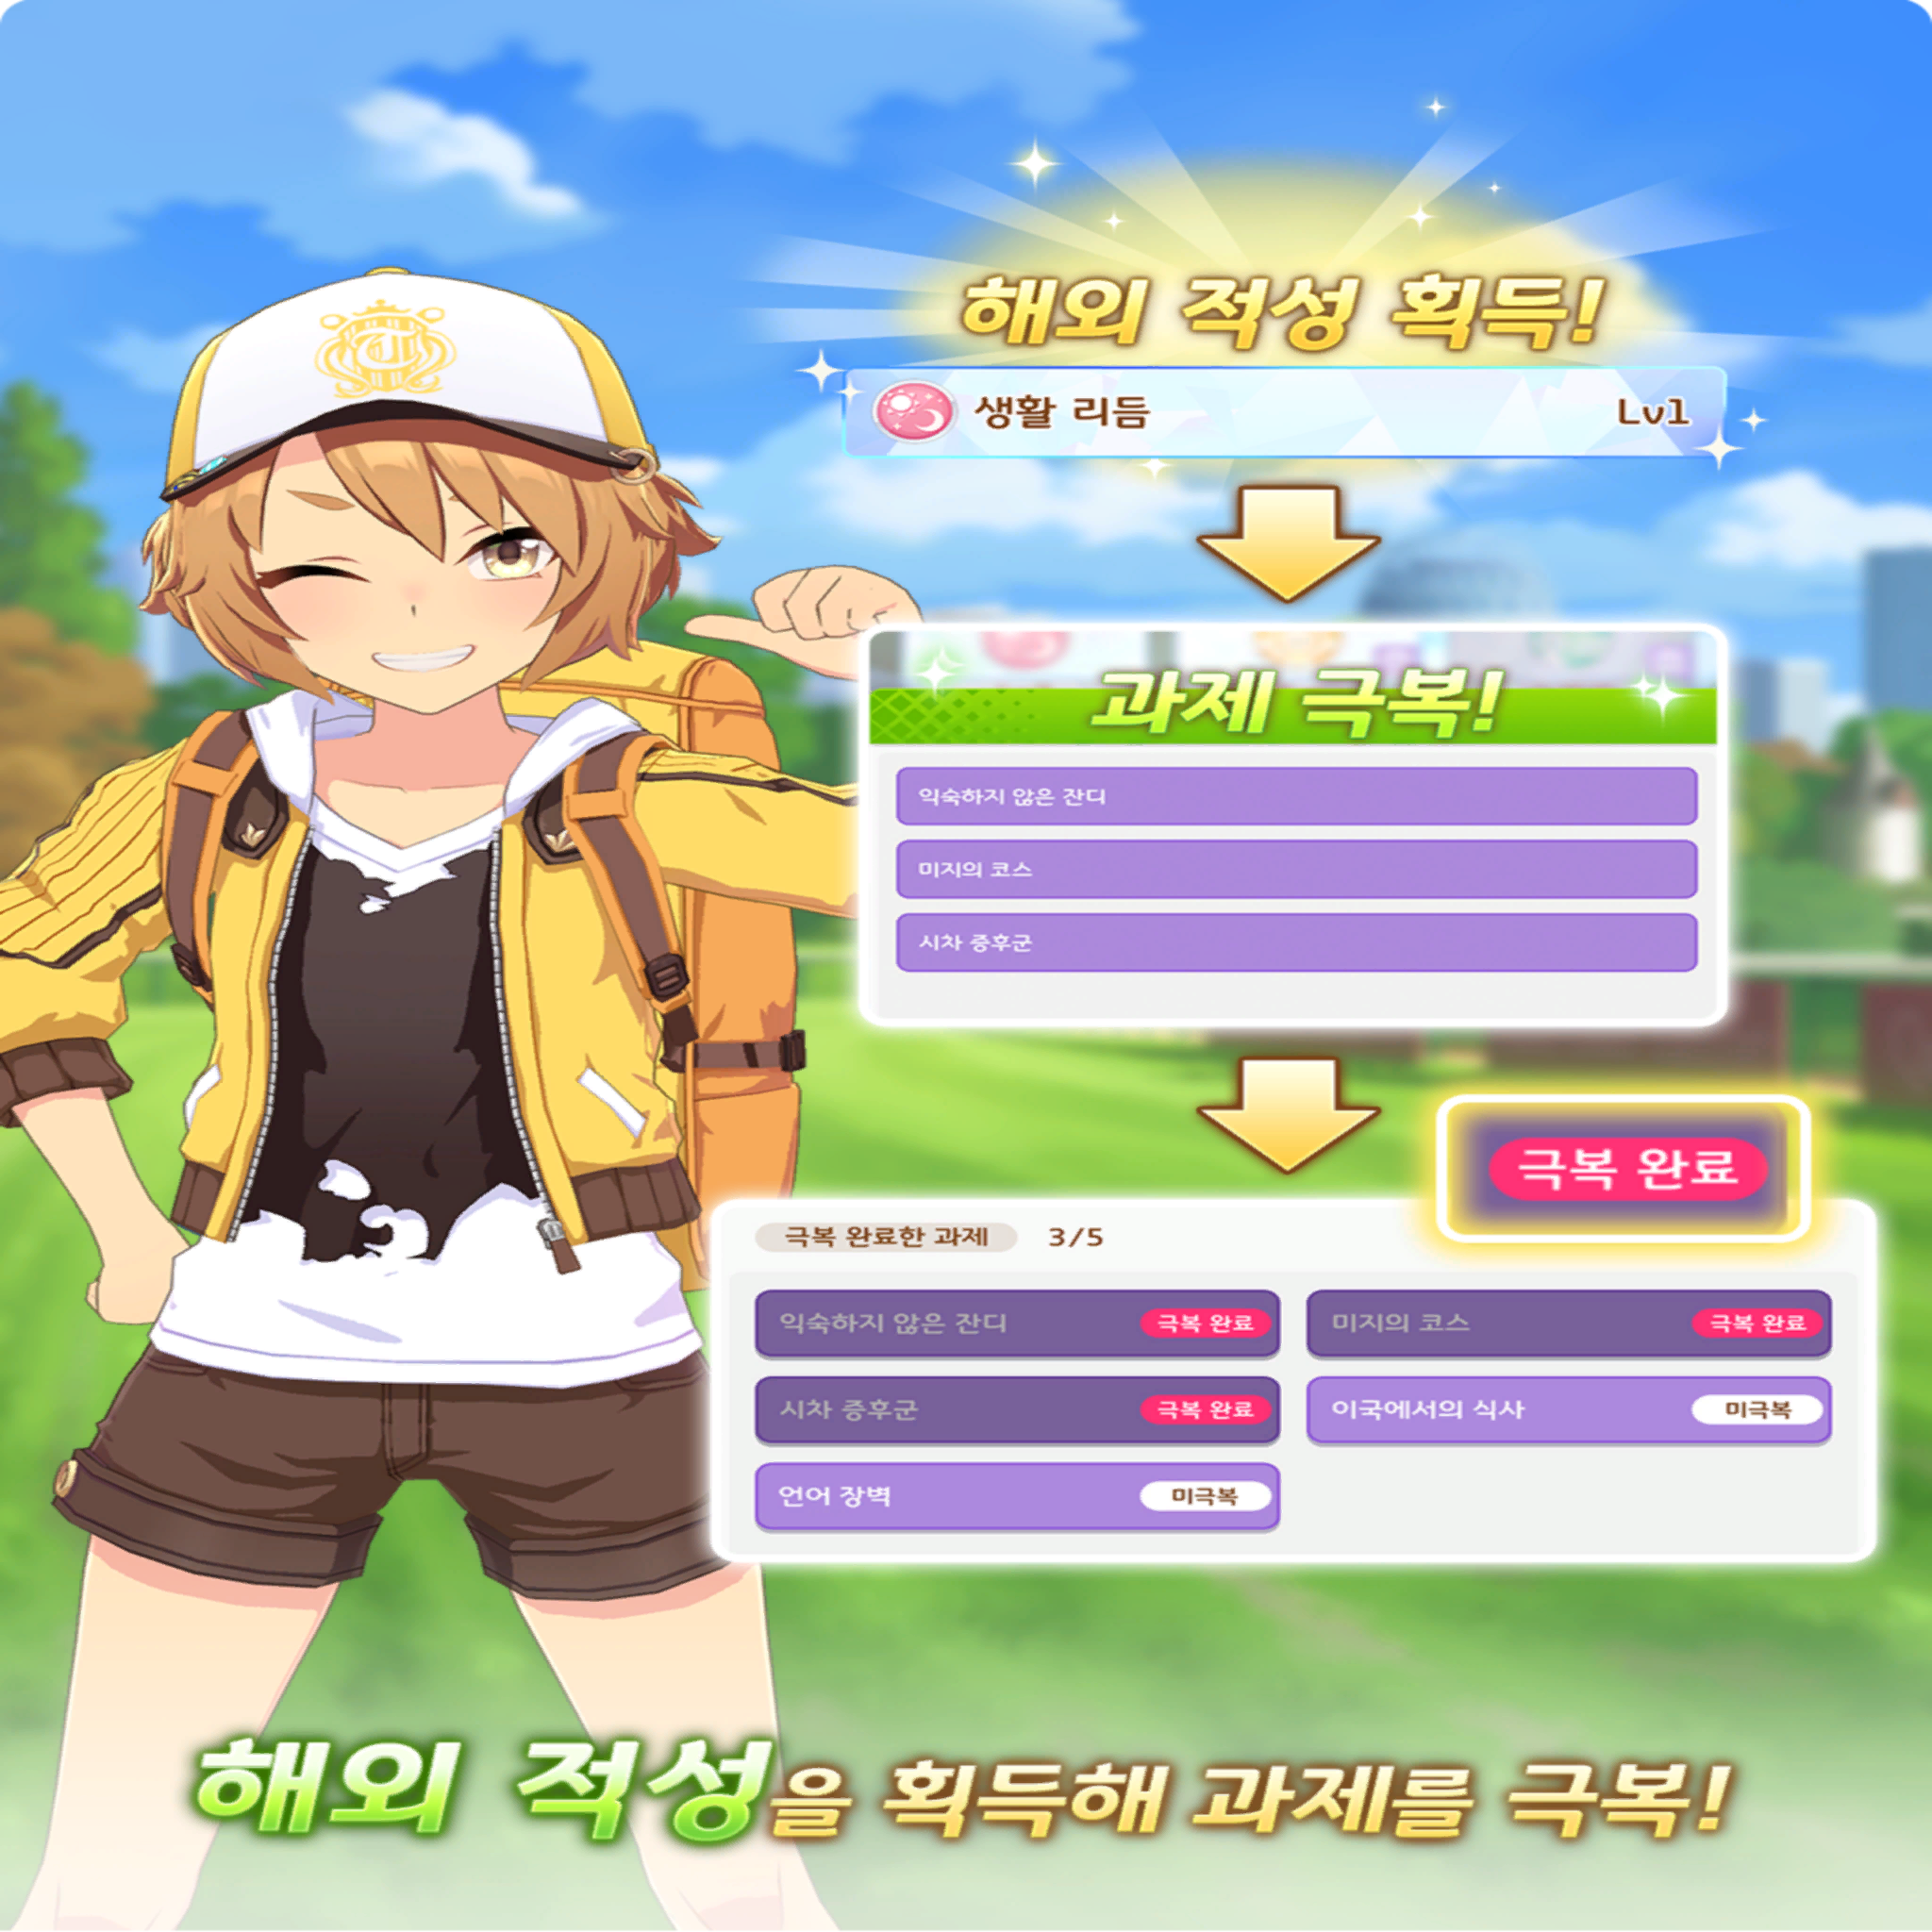 해외 적성 획득!
생활 리듬 Lv1
과제 극복!
익숙하지 않은 잔디
미지의 코스
시차 증후군
극복 완료
극복 완료한 과제 3/5
익숙하지 않은 잔디 극복 완료 미지의 코스 극복 완료
시차 증후군 극복 완료 이국에서의 식사 미극복
언어 장벽 미극복
해외 적성을 획득해 과제를 극복!